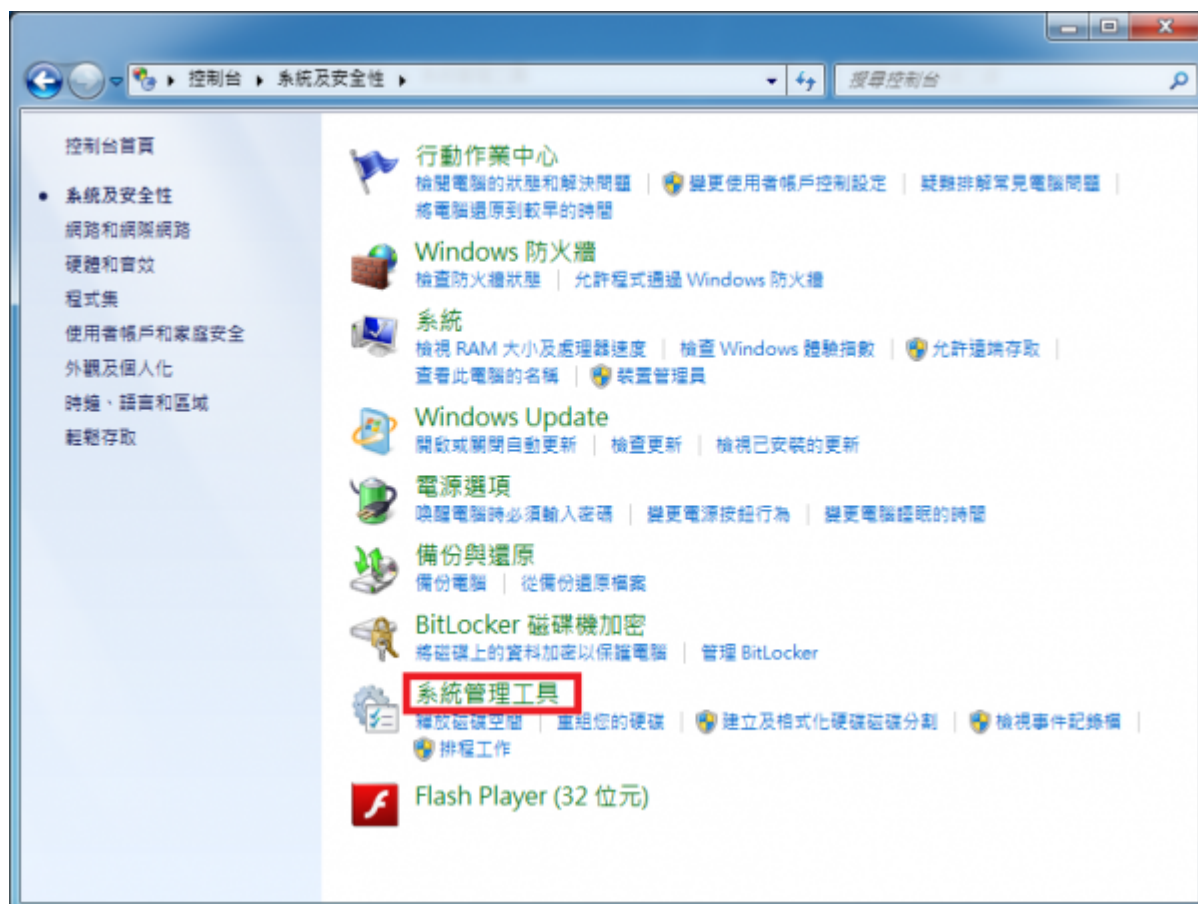 控制台 ▸ 系統及安全性 ▸
搜尋控制台
控制台首頁
系統及安全性
網路和網際網路
硬體和音效
程式集
使用者帳戶和家庭安全
外觀及個人化
時鐘、語言和區域
輕鬆存取
行動作業中心
檢閱電腦的狀態和解決問題 | 變更使用者帳戶控制設定 | 疑難排解常見電腦問題 |
將電腦還原到較早的時間
Windows 防火牆
檢查防火牆狀態 | 允許程式通過 Windows 防火牆
系統
檢視 RAM 大小及處理器速度 | 檢查 Windows 體驗指數 | 允許遠端存取 |
查看此電腦的名稱 | 裝置管理員
Windows Update
開啟或關閉自動更新 | 檢查更新 | 檢視已安裝的更新
電源選項
喚醒電腦時必須輸入密碼 | 變更電源按鈕行為 | 變更電腦睡眠的時間
備份與還原
備份電腦 | 從備份還原檔案
BitLocker 磁碟機加密
將磁碟上的資料加密以保護電腦 | 管理 BitLocker
系統管理工具
釋放磁碟空間 | 重組您的硬碟 | 建立及格式化硬碟磁碟分割 | 檢視事件記錄檔 |
排程工作
Flash Player (32 位元)